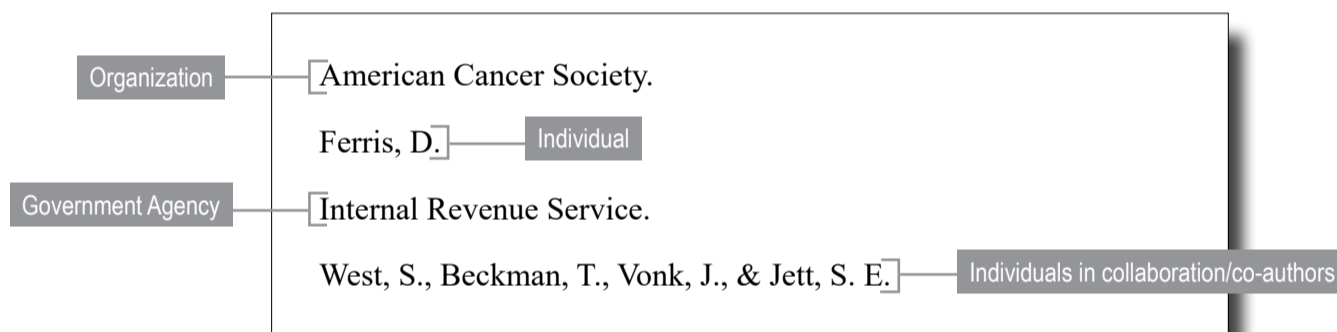 Organization
American Cancer Society.
Ferris, D.
Individual
Government Agency
Internal Revenue Service.
West, S., Beckman, T., Vonk, J., & Jett, S. E.
Individuals in collaboration/co-authors